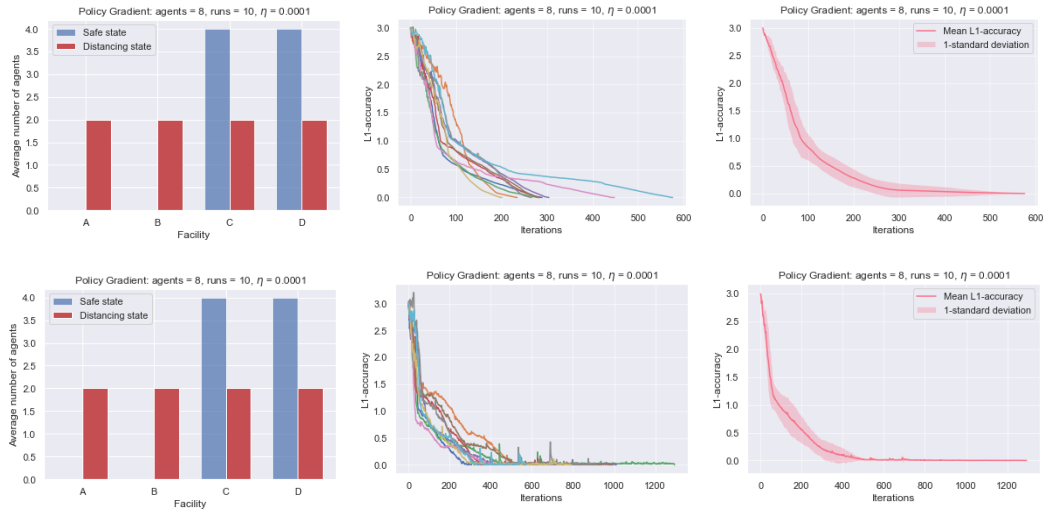 Policy Gradient: agents = 8, runs = 10, η = 0.0001
Safe state
Distancing state
Average number of agents
4.0
3.5
3.0
2.5
2.0
1.5
1.0
0.5
0.0
A B C D
Facility
Policy Gradient: agents = 8, runs = 10, η = 0.0001
L1-accuracy
3.0
2.5
2.0
1.5
1.0
0.5
0.0
0 100 200 300 400 500 600
Iterations
Policy Gradient: agents = 8, runs = 10, η = 0.0001
Mean L1-accuracy
1-standard deviation
L1-accuracy
3.0
2.5
2.0
1.5
1.0
0.5
0.0
0 100 200 300 400 500 600
Iterations
Policy Gradient: agents = 8, runs = 10, η = 0.0001
Safe state
Distancing state
Average number of agents
4.0
3.5
3.0
2.5
2.0
1.5
1.0
0.5
0.0
A B C D
Facility
Policy Gradient: agents = 8, runs = 10, η = 0.0001
L1-accuracy
3.0
2.5
2.0
1.5
1.0
0.5
0.0
0 200 400 600 800 1000 1200
Iterations
Policy Gradient: agents = 8, runs = 10, η = 0.0001
Mean L1-accuracy
1-standard deviation
L1-accuracy
3.0
2.5
2.0
1.5
1.0
0.5
0.0
0 200 400 600 800 1000 1200
Iterations